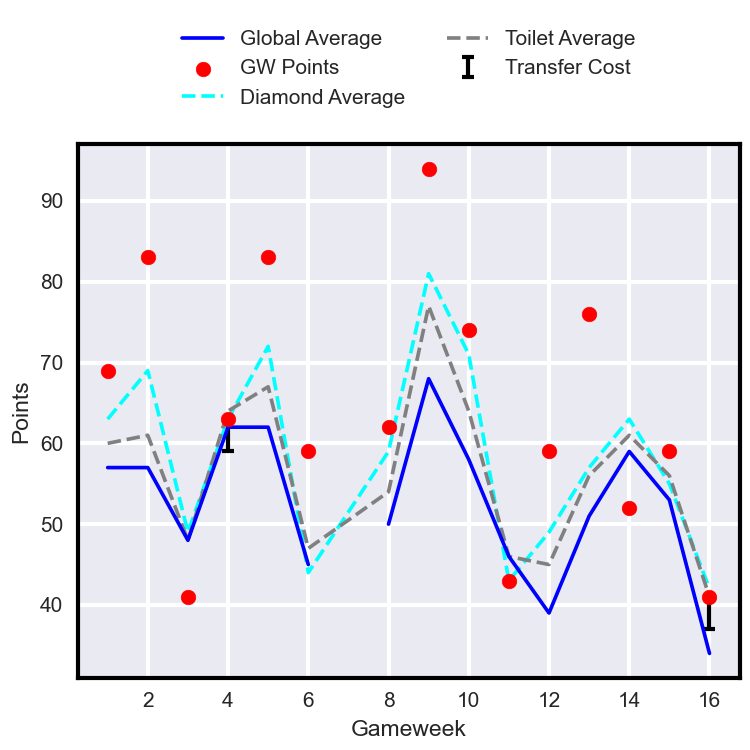 Global Average
GW Points
Diamond Average
Toilet Average
Transfer Cost
90
80
70
60
50
40
Points
2 4 6 8 10 12 14 16
Gameweek